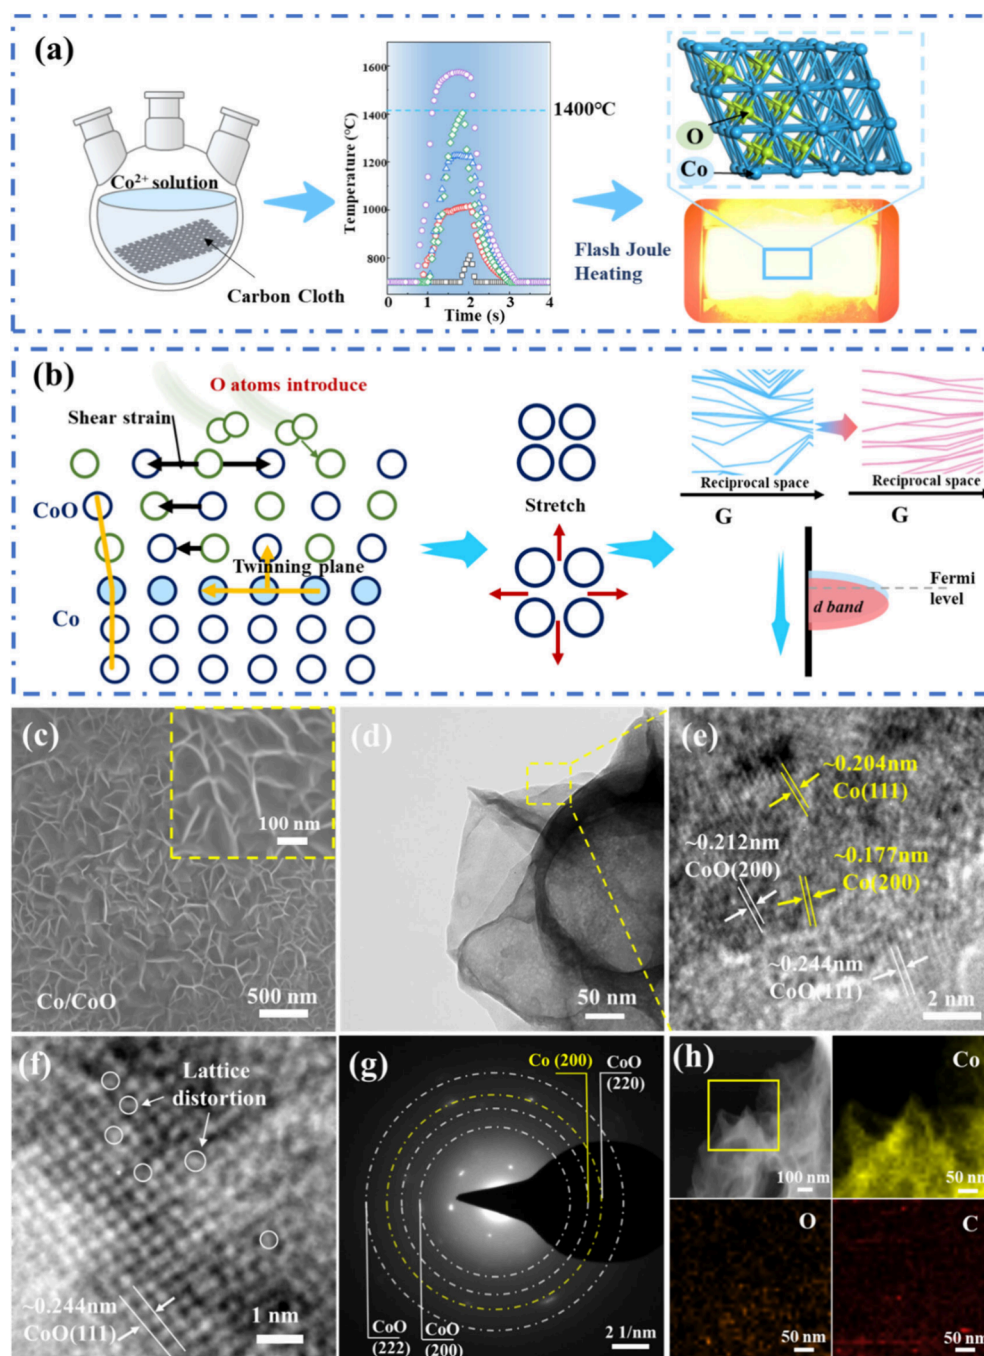 (a)
Co²⁺ solution
Carbon Cloth
Temperature (°C)
1600
1400
1200
1000
800
0
1
2
3
4
Time (s)
1400°C
Flash Joule
Heating
O
Co
(b)
O atoms introduce
Shear strain
CoO
Twinning plane
Co
Stretch
Reciprocal space
G
Reciprocal space
G
Fermi
level
d band
(c)
100 nm
Co/CoO
500 nm
(d)
50 nm
(e)
~0.204nm
Co(111)
~0.212nm
CoO(200)
~0.177nm
Co(200)
~0.244nm
CoO(111)
2 nm
(f)
Lattice
distortion
~0.244nm
CoO(111)
1 nm
(g)
Co (200)
CoO
(220)
CoO
(222)
CoO
(200)
2 1/nm
(h)
100 nm
Co
50 nm
O
50 nm
C
50 nm